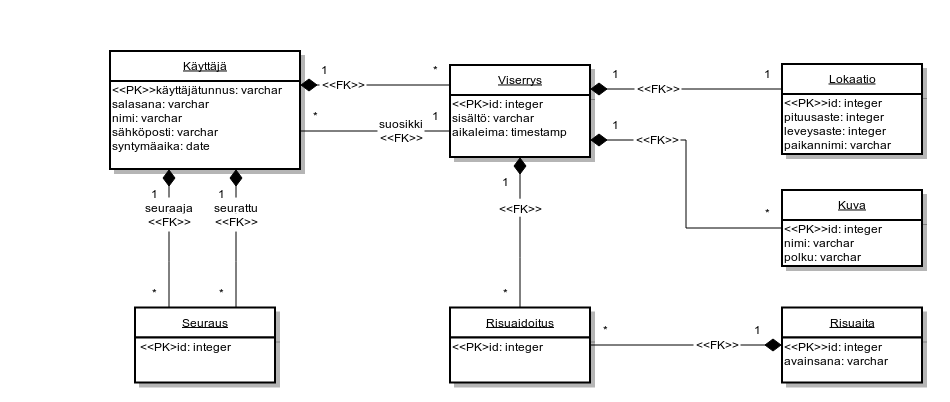 Käyttäjä
<<PK>>käyttäjätunnus: varchar
salasana: varchar
nimi: varchar
sähköposti: varchar
syntymäaika: date
1
<<FK>>
*
*
suosikki
<<FK>>
1
Viserrys
<<PK>id: integer
sisältö: varchar
aikaleima: timestamp
1
<<FK>>
1
Lokaatio
<<PK>>id: integer
pituusaste: integer
leveysaste: integer
paikannimi: varchar
1
<<FK>>
*
Kuva
<<PK>>id: integer
nimi: varchar
polku: varchar
1
seuraaja
<<FK>>
*
1
seurattu
<<FK>>
*
1
<<FK>>
*
Seuraus
<<PK>id: integer
Risuaidoitus
<<PK>id: integer
*
<<FK>>
1
Risuaita
<<PK>>id: integer
avainsana: varchar